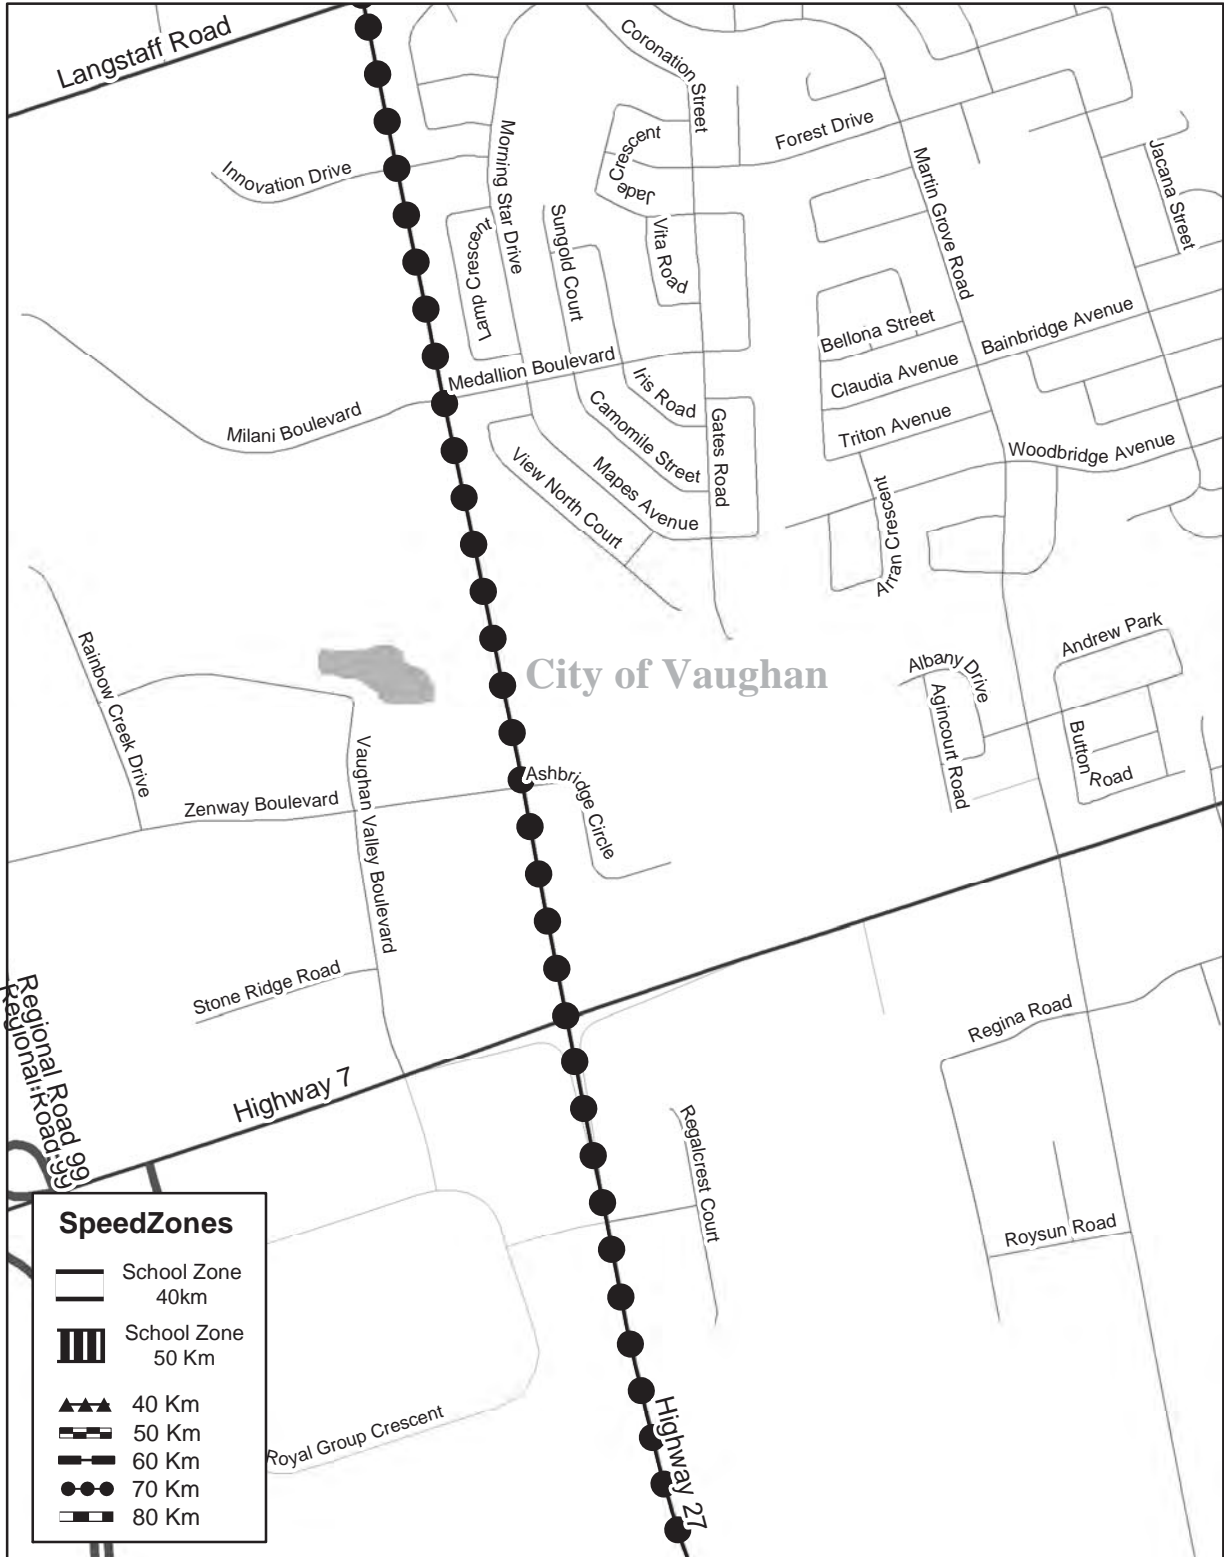 Langstaff Road
Coronation Street
Forest Drive
Jade Crescent
Innovation Drive
Morning Star Drive
Martin Grove Road
Jacana Street
Lamp Crescent
Sungold Court
Vita Road
Bellona Street
Bainbridge Avenue
Medallion Boulevard
Claudia Avenue
Iris Road
Milani Boulevard
Camomile Street
Gates Road
Triton Avenue
Woodbridge Avenue
View North Court
Mapes Avenue
Arran Crescent
Rainbow Creek Drive
City of Vaughan
Albany Drive
Andrew Park
Agincourt Road
Button Road
Vaughan Valley Boulevard
Ashbridge Circle
Zenway Boulevard
Stone Ridge Road
Regional Road 99
Regional Road 99
Regina Road
Highway 7
Regalcrest Court
Roysun Road
Royal Group Crescent
Highway 27
SpeedZones
School Zone
40km
School Zone
50 Km
40 Km
50 Km
60 Km
70 Km
80 Km